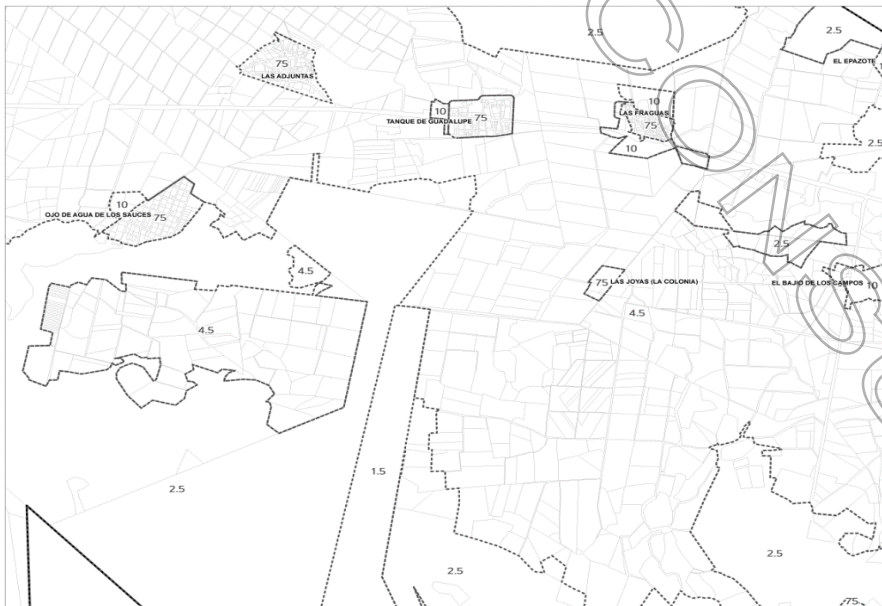 2.5
2.5
75
LAS ADJUNTAS
EL EPAZOTE
10
TANQUE DE GUADALUPE
75
10
LAS FRAGUAS
75
10
2.5
10
OJO DE AGUA DE LOS SAUCES
75
2.5
4.5
75
LAS JOYAS (LA COLONIA)
EL BAJIO DE LOS CAMPOS
10
4.5
4.5
1.5
2.5
2.5
2.5
75
C
O
N
S